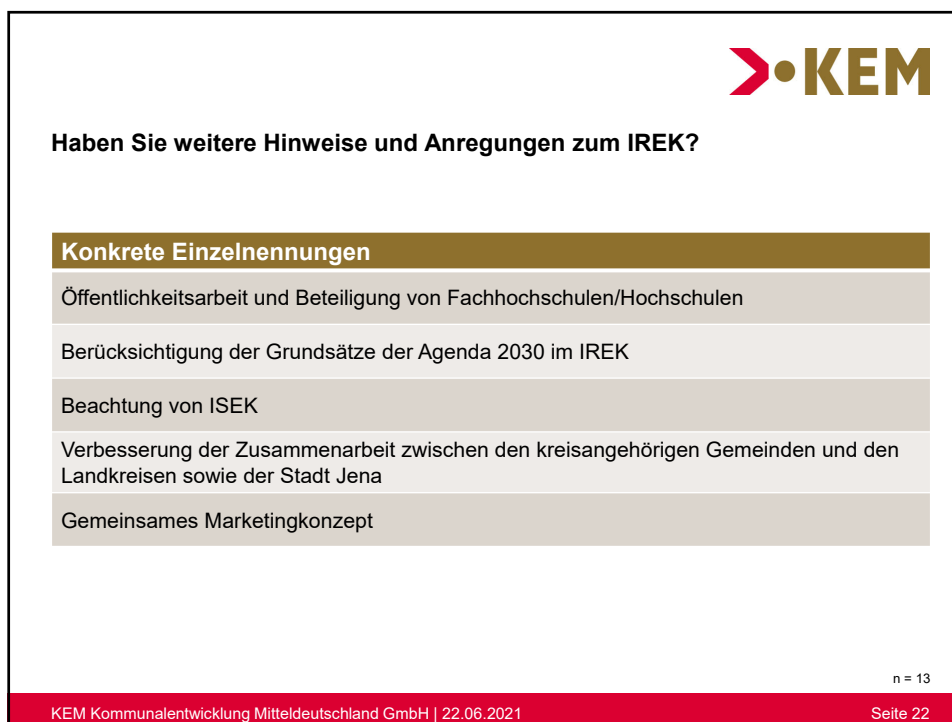 KEM
Haben Sie weitere Hinweise und Anregungen zum IREK?
Konkrete Einzelnennungen
Öffentlichkeitsarbeit und Beteiligung von Fachhochschulen/Hochschulen
Berücksichtigung der Grundsätze der Agenda 2030 im IREK
Beachtung von ISEK
Verbesserung der Zusammenarbeit zwischen den kreisangehörigen Gemeinden und den
Landkreisen sowie der Stadt Jena
Gemeinsames Marketingkonzept
n = 13
KEM Kommunalentwicklung Mitteldeutschland GmbH | 22.06.2021 Seite 22